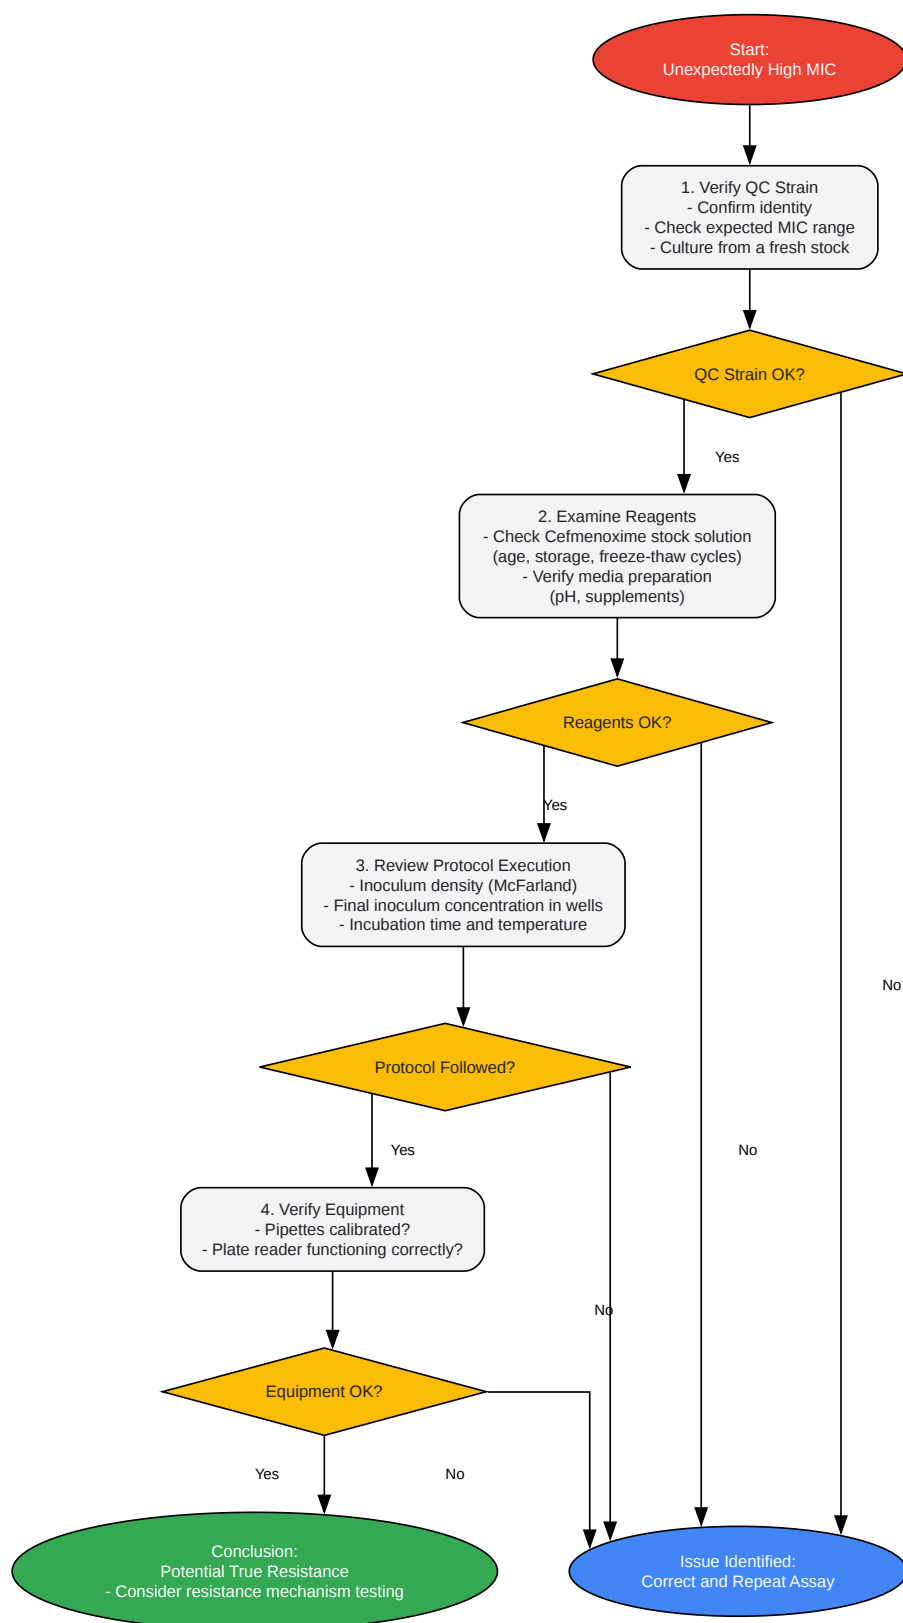 Start:
Unexpectedly High MIC
1. Verify QC Strain
- Confirm identity
- Check expected MIC range
- Culture from a fresh stock
QC Strain OK?
Yes
2. Examine Reagents
- Check Cefmenoxime stock solution
(age, storage, freeze-thaw cycles)
- Verify media preparation
(pH, supplements)
Reagents OK?
Yes
3. Review Protocol Execution
- Inoculum density (McFarland)
- Final inoculum concentration in wells
- Incubation time and temperature
No
Protocol Followed?
Yes
No
4. Verify Equipment
- Pipettes calibrated?
- Plate reader functioning correctly?
No
Equipment OK?
Yes
No
Conclusion:
Potential True Resistance
- Consider resistance mechanism testing
Issue Identified:
Correct and Repeat Assay